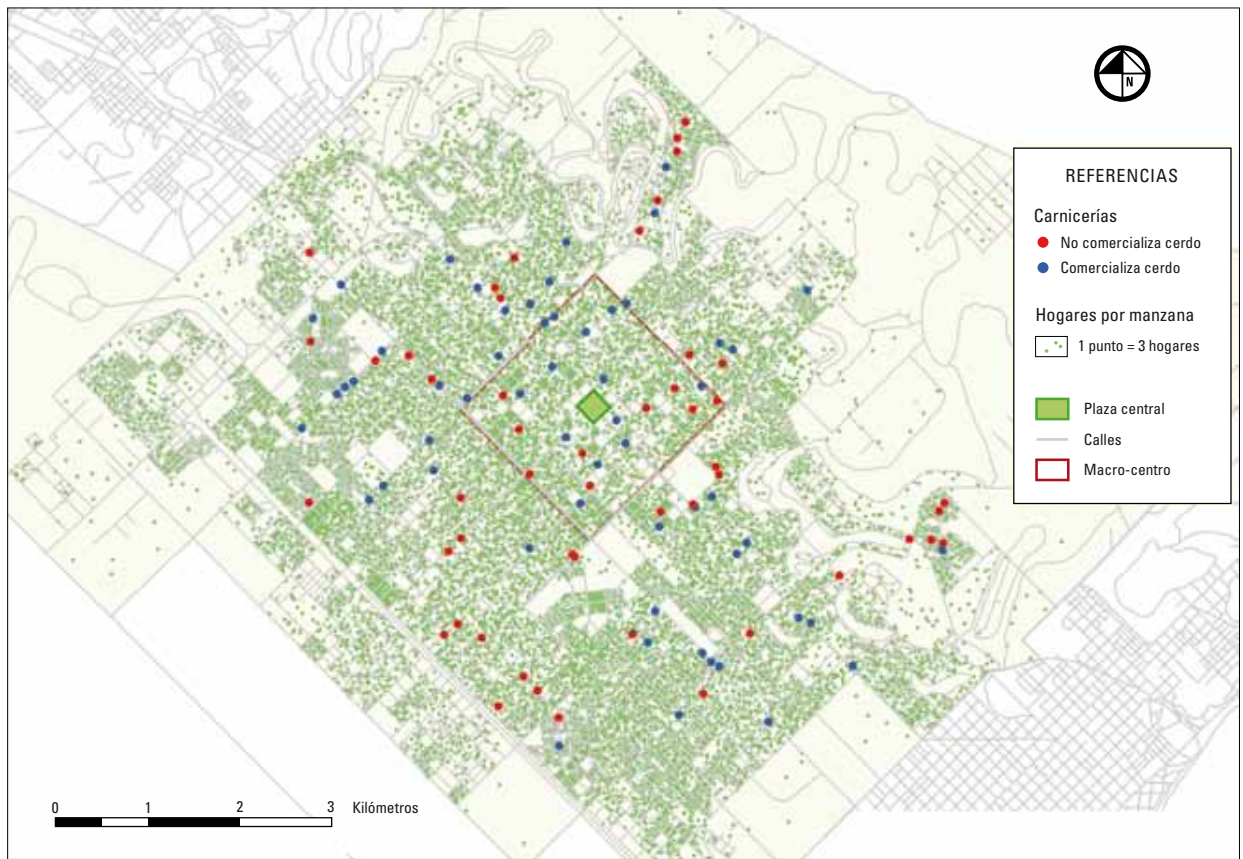 N
REFERENCIAS
Carnicerías
No comercializa cerdo
Comercializa cerdo
Hogares por manzana
1 punto = 3 hogares
Plaza central
Calles
Macro-centro
0 1 2 3 Kilómetros